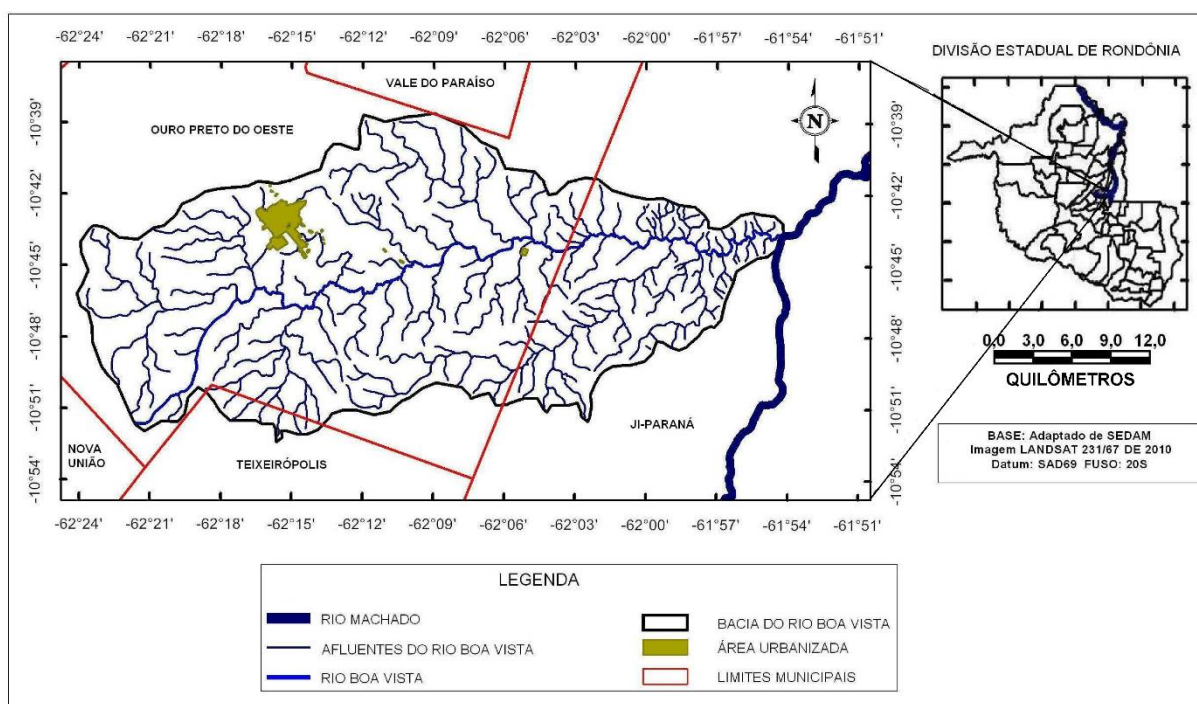 -62°24' -62°21' -62°18' -62°15' -62°12' -62°09' -62°06' -62°03' -62°00' -61°57' -61°54' -61°51'
DIVISÃO ESTADUAL DE RONDÔNIA
VALE DO PARAÍSO
OURO PRETO DO OESTE
N
-10°39'
-10°42'
-10°45'
-10°48'
-10°51'
-10°54'
-10°39'
-10°42'
-10°45'
-10°48'
-10°51'
-10°54'
0,0 3,0 6,0 9,0 12,0
QUILÔMETROS
JI-PARANÁ
NOVA
UNIÃO
TEIXEIRÓPOLIS
BASE: Adaptado de SEDAM
Imagem LANDSAT 231/67 DE 2010
Datum: SAD69 FUSO: 20S
-62°24' -62°21' -62°18' -62°15' -62°12' -62°09' -62°06' -62°03' -62°00' -61°57' -61°54' -61°51'
LEGENDA
RIO MACHADO
AFLUENTES DO RIO BOA VISTA
RIO BOA VISTA
BACIA DO RIO BOA VISTA
ÁREA URBANIZADA
LIMITES MUNICIPAIS